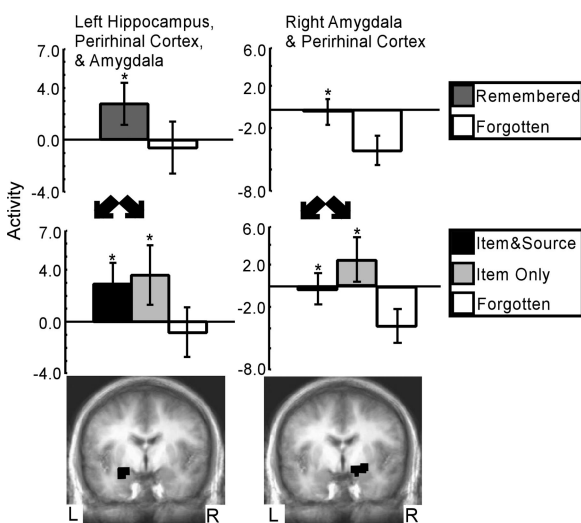 Left Hippocampus,
Perirhinal Cortex,
& Amygdala
Right Amygdala
& Perirhinal Cortex
7.0
4.0
0.0
-4.0
*
6.0
2.0
-2.0
-8.0
*
Remembered
Forgotten
Activity
7.0
4.0
0.0
-4.0
* *
6.0
2.0
-2.0
-8.0
* *
Item&Source
Item Only
Forgotten
L R
L R